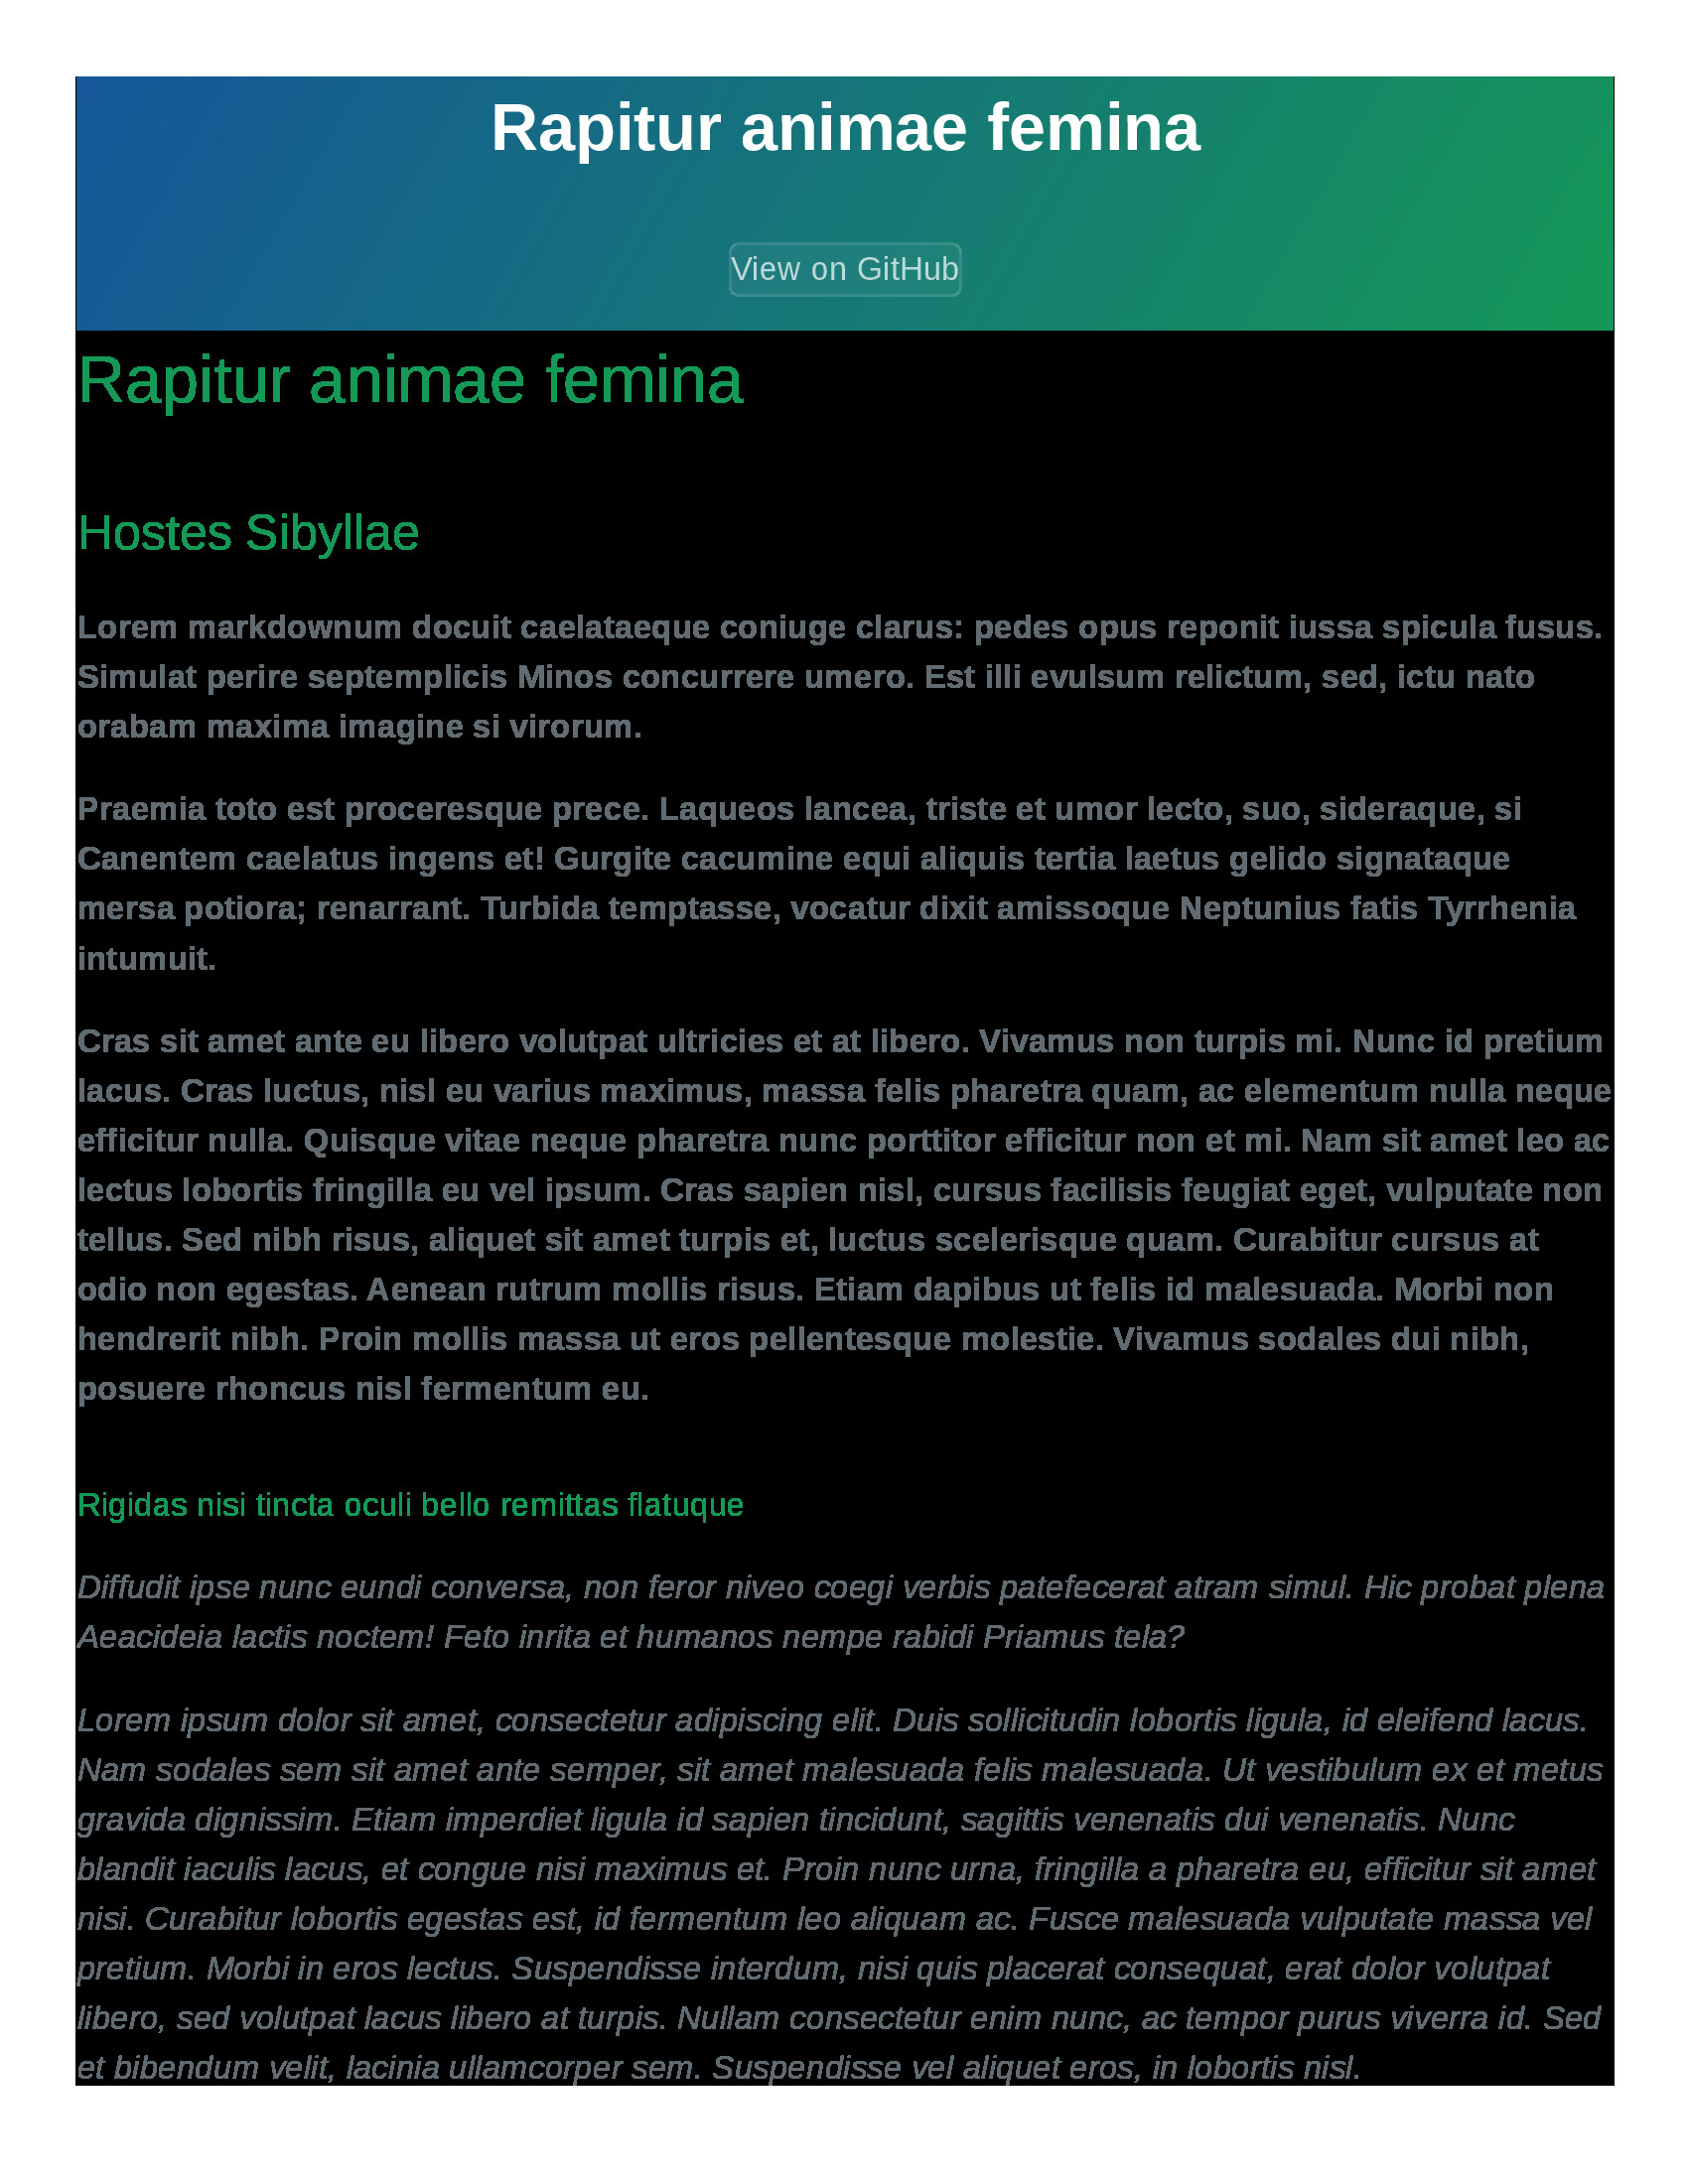 Rapitur animae femina
View on GitHub
Rapitur animae femina
Hostes Sibyllae
Lorem markdownum docuit caelataeque coniuge clarus: pedes opus reponit iussa spicula fusus.
Simulat perire septemplicis Minos concurrere umero. Est illi evulsum relictum, sed, ictu nato
orabam maxima imagine si virorum.
Praemia toto est proceresque prece. Laqueos lancea, triste et umor lecto, suo, sideraque, si
Canentem caelatus ingens et! Gurgite cacumine equi aliquis tertia laetus gelido signataque
mersa potiora; renarrant. Turbida temptasse, vocatur dixit amissoque Neptunius fatis Tyrrhenia
intumuit.
Cras sit amet ante eu libero volutpat ultricies et at libero. Vivamus non turpis mi. Nunc id pretium
lacus. Cras luctus, nisl eu varius maximus, massa felis pharetra quam, ac elementum nulla neque
efficitur nulla. Quisque vitae neque pharetra nunc porttitor efficitur non et mi. Nam sit amet leo ac
lectus lobortis fringilla eu vel ipsum. Cras sapien nisl, cursus facilisis feugiat eget, vulputate non
tellus. Sed nibh risus, aliquet sit amet turpis et, luctus scelerisque quam. Curabitur cursus at
odio non egestas. Aenean rutrum mollis risus. Etiam dapibus ut felis id malesuada. Morbi non
hendrerit nibh. Proin mollis massa ut eros pellentesque molestie. Vivamus sodales dui nibh,
posuere rhoncus nisl fermentum eu.
Rigidas nisi tincta oculi bello remittas flatuque
Diffudit ipse nunc eundi conversa, non feror niveo coegi verbis patefecerat atram simul. Hic probat plena
Aeacideia lactis noctem! Feto inrita et humanos nempe rabidi Priamus tela?
Lorem ipsum dolor sit amet, consectetur adipiscing elit. Duis sollicitudin lobortis ligula, id eleifend lacus.
Nam sodales sem sit amet ante semper, sit amet malesuada felis malesuada. Ut vestibulum ex et metus
gravida dignissim. Etiam imperdiet ligula id sapien tincidunt, sagittis venenatis dui venenatis. Nunc
blandit iaculis lacus, et congue nisi maximus et. Proin nunc urna, fringilla a pharetra eu, efficitur sit amet
nisi. Curabitur lobortis egestas est, id fermentum leo aliquam ac. Fusce malesuada vulputate massa vel
pretium. Morbi in eros lectus. Suspendisse interdum, nisi quis placerat consequat, erat dolor volutpat
libero, sed volutpat lacus libero at turpis. Nullam consectetur enim nunc, ac tempor purus viverra id. Sed
et bibendum velit, lacinia ullamcorper sem. Suspendisse vel aliquet eros, in lobortis nisl.